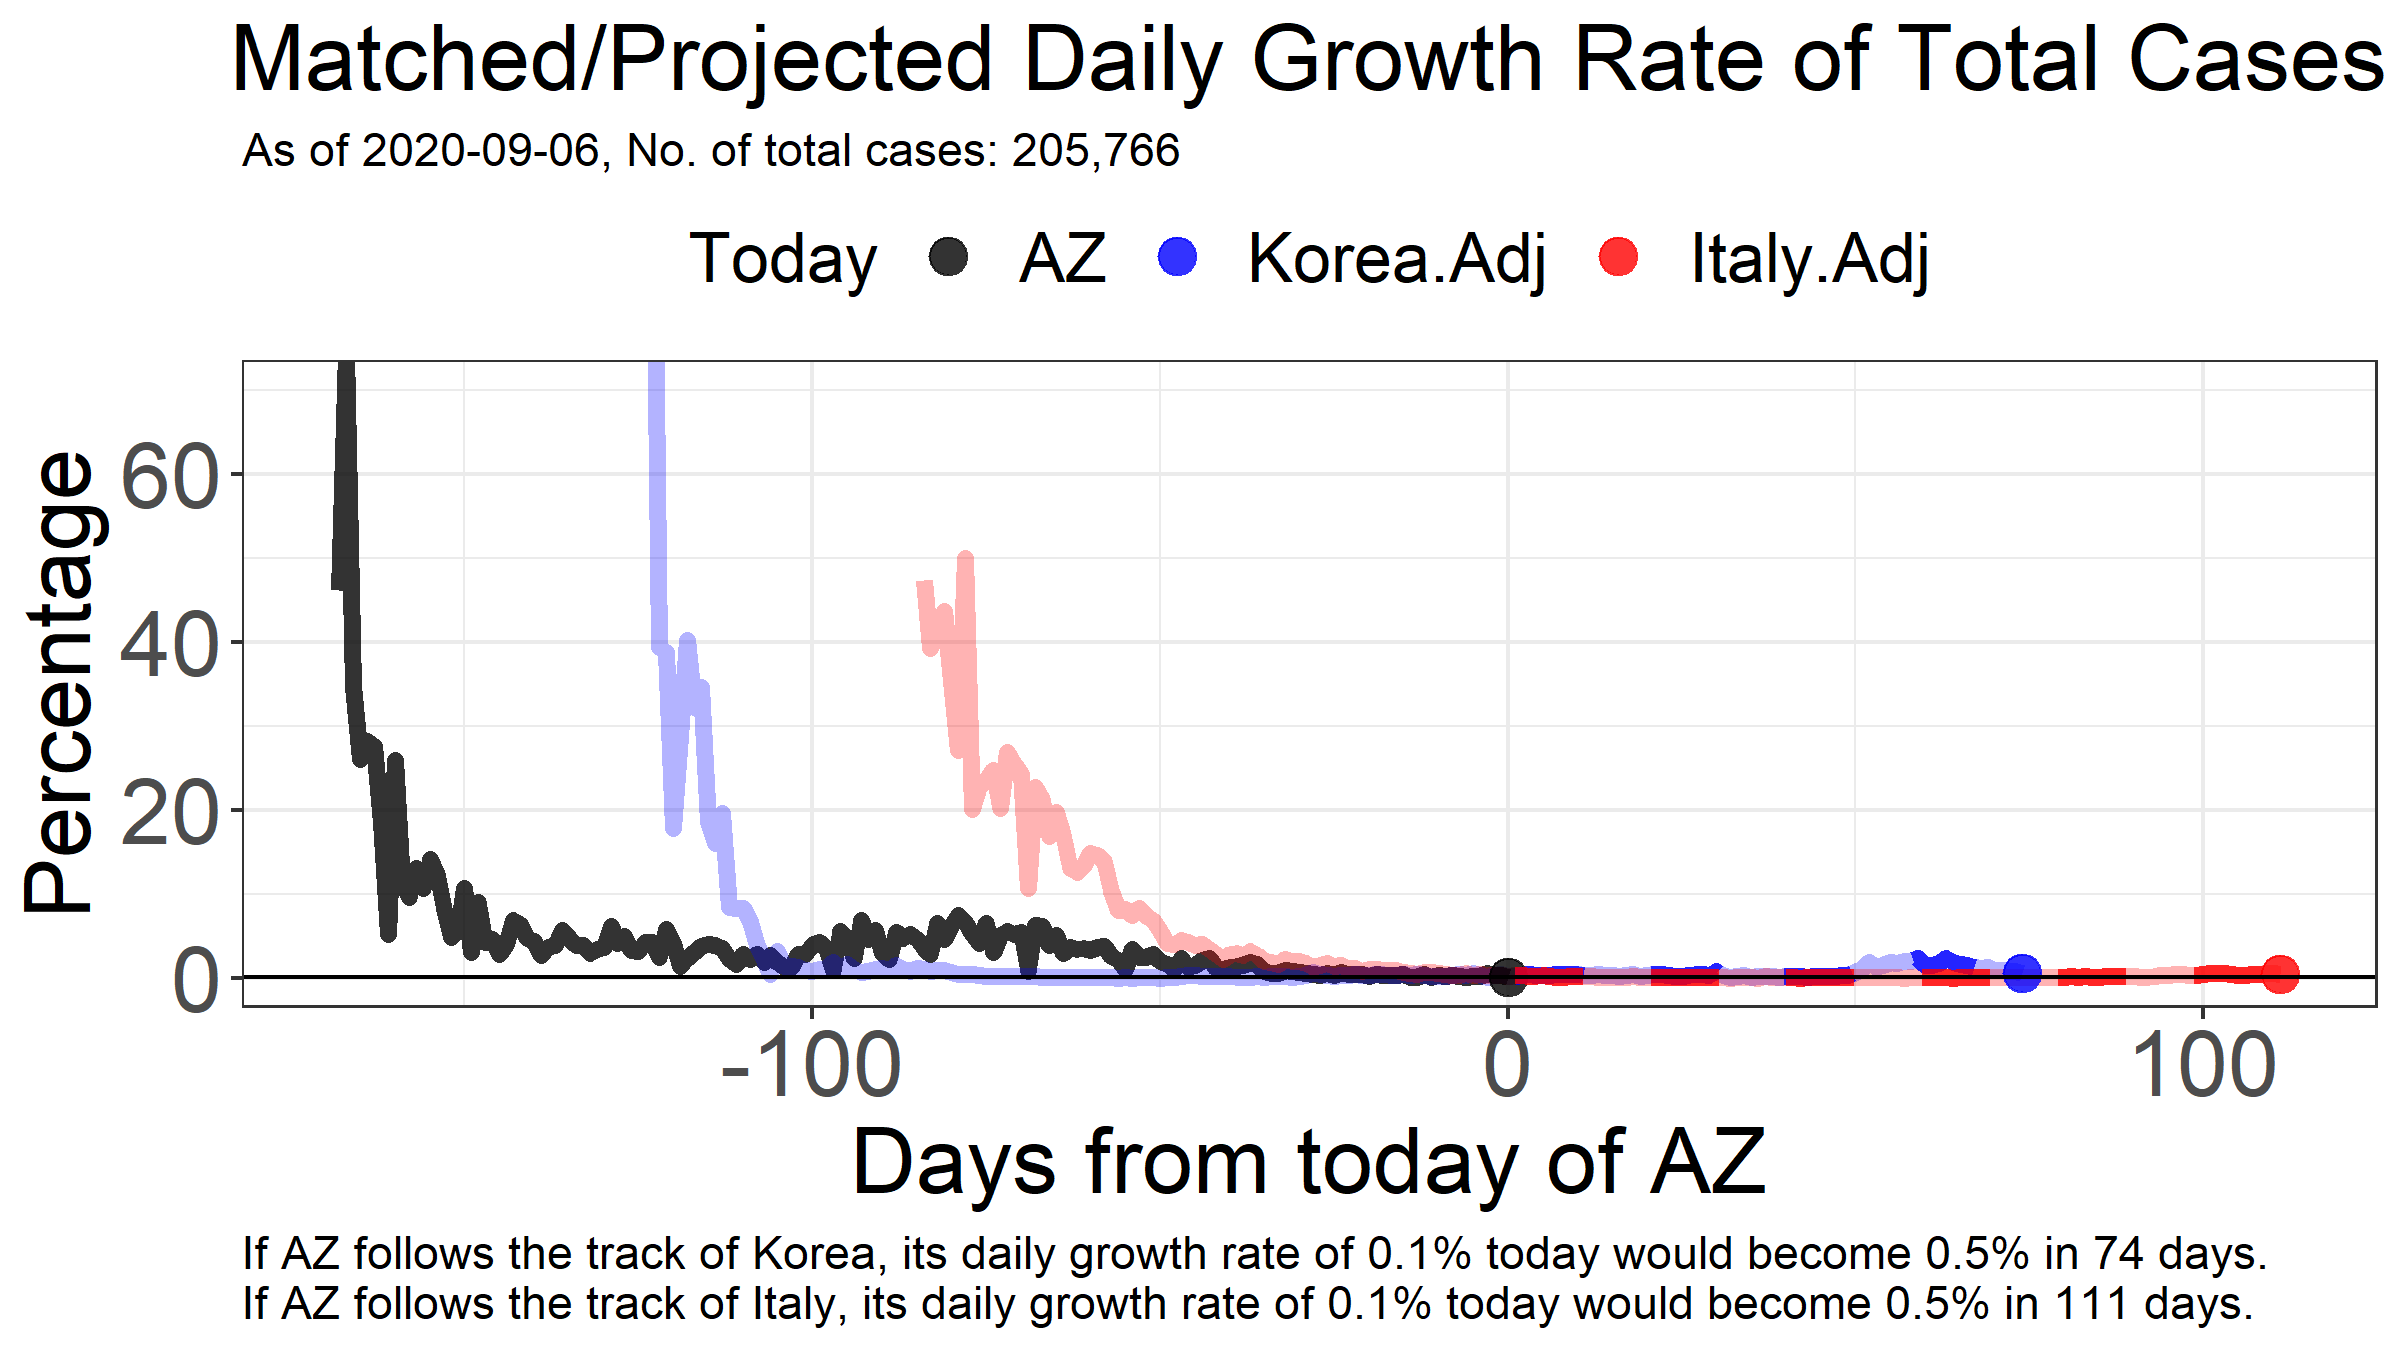 Matched/Projected Daily Growth Rate of Total Cases
As of 2020-09-06, No. of total cases: 205,766
Today AZ Korea.Adj Italy.Adj
Percentage
60
40
20
0
-100 0 100
Days from today of AZ
If AZ follows the track of Korea, its daily growth rate of 0.1% today would become 0.5% in 74 days.
If AZ follows the track of Italy, its daily growth rate of 0.1% today would become 0.5% in 111 days.